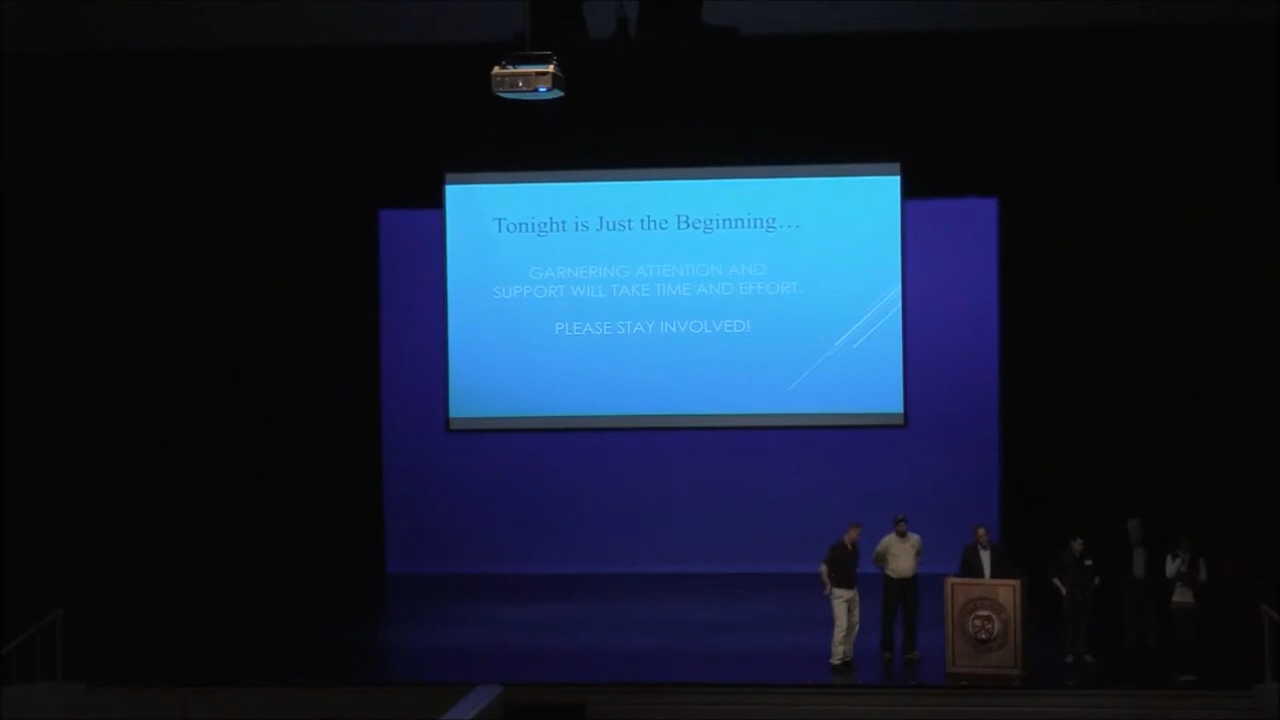 Tonight is Just the Beginning...
GARNERING ATTENTION AND
SUPPORT WILL TAKE TIME AND EFFORT.
PLEASE STAY INVOLVED!